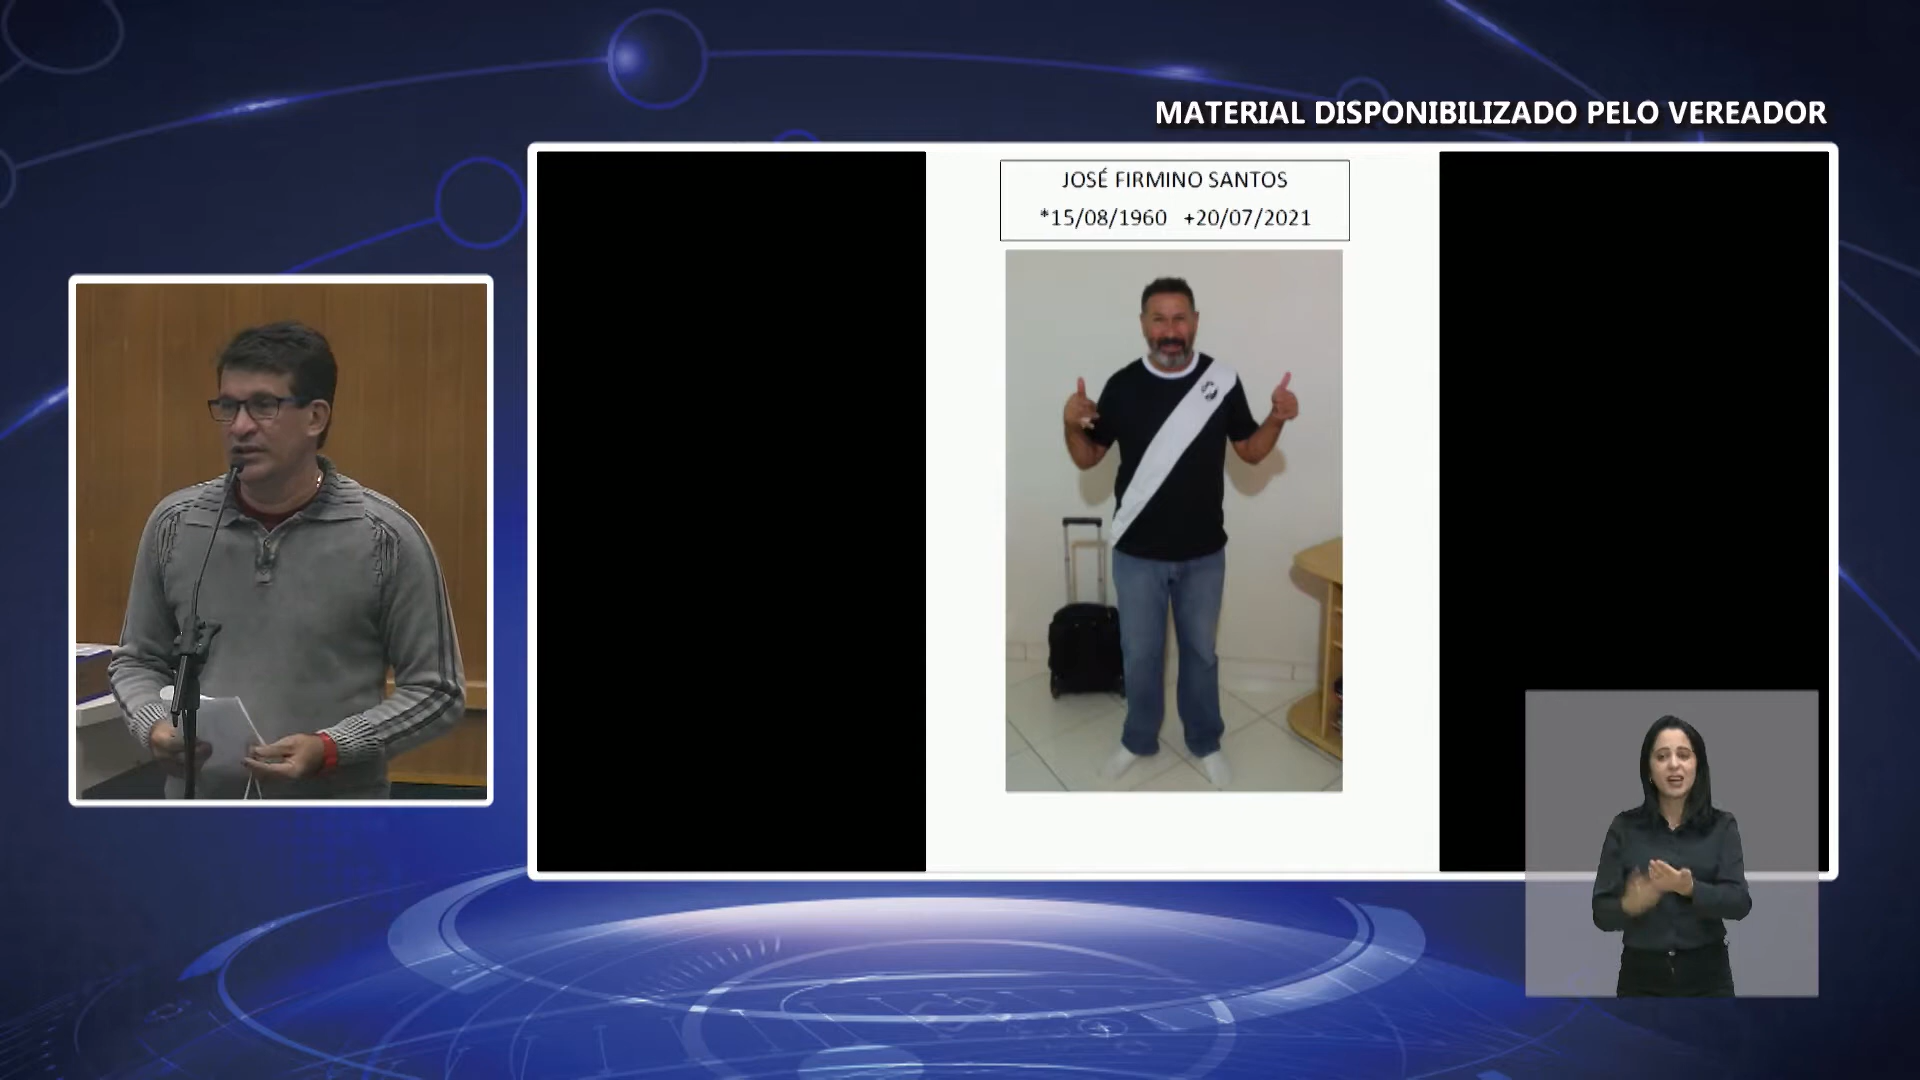 MATERIAL DISPONIBILIZADO PELO VEREADOR
JOSÉ FIRMINO SANTOS
*15/08/1960 +20/07/2021